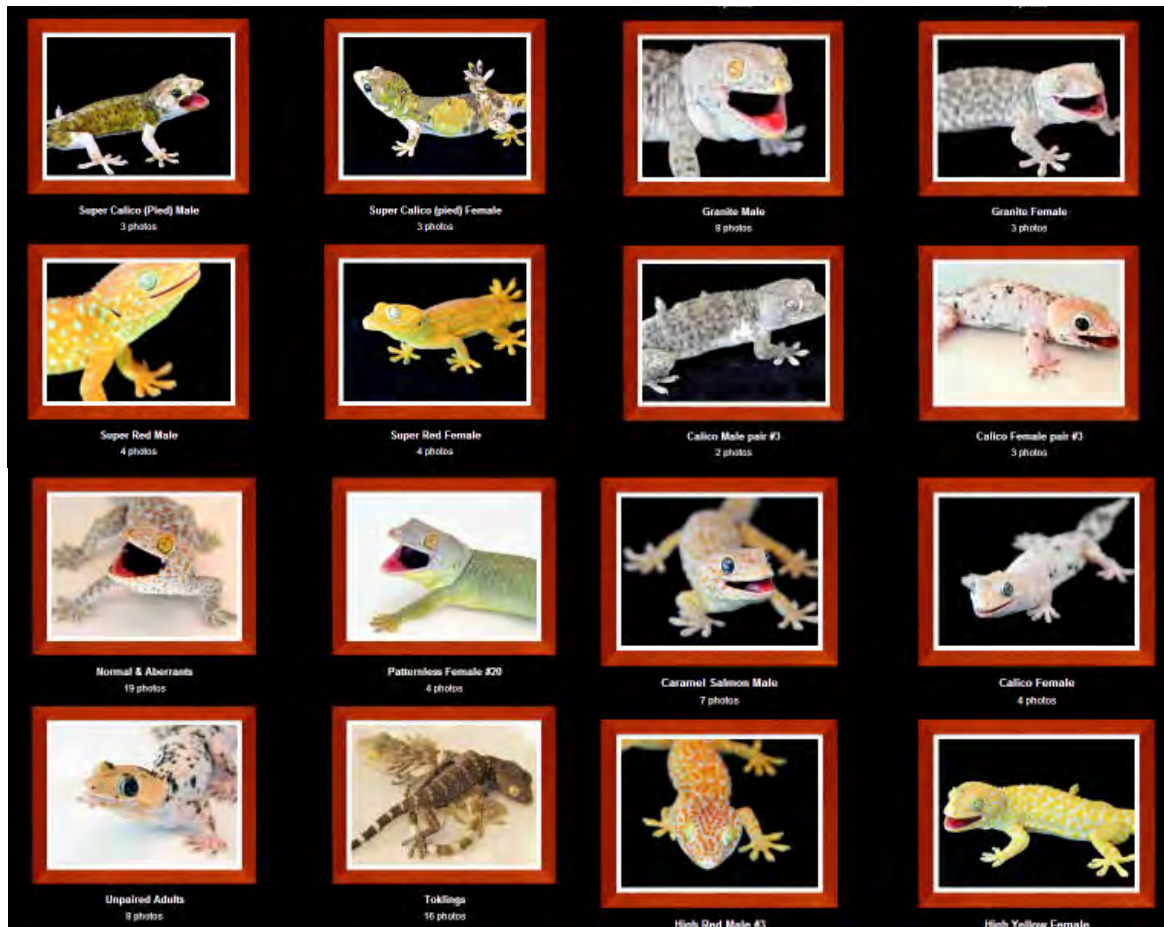 Super Calico (Pied) Male
3 photos
Super Calico (pied) Female
3 photos
Granite Male
8 photos
Granite Female
3 photos
Super Red Male
4 photos
Super Red Female
4 photos
Calico Male pair #3
2 photos
Calico Female pair #3
3 photos
Normal & Aberrants
19 photos
Patternless Female #20
4 photos
Caramel Salmon Male
7 photos
Calico Female
4 photos
Unpaired Adults
8 photos
Toklings
16 photos
High Red Male #3
High Yellow Female